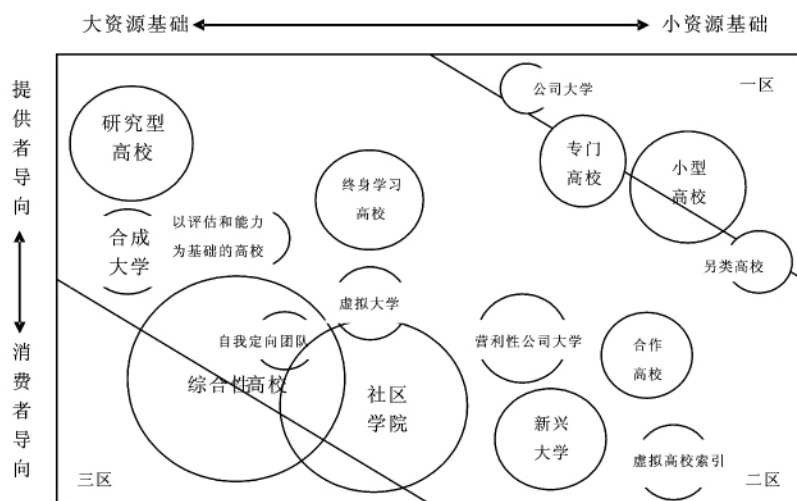 大资源基础
小资源基础
提供者导向
消费者导向
一区
公司大学
研究型
高校
专门
高校
小型
高校
终身学习
高校
以评估和能力
为基础的高校
合成
大学
另类高校
虚拟大学
自我定向团队
营利性公司大学
合作
高校
综合性高校
社区
学院
新兴
大学
虚拟高校索引
三区
二区